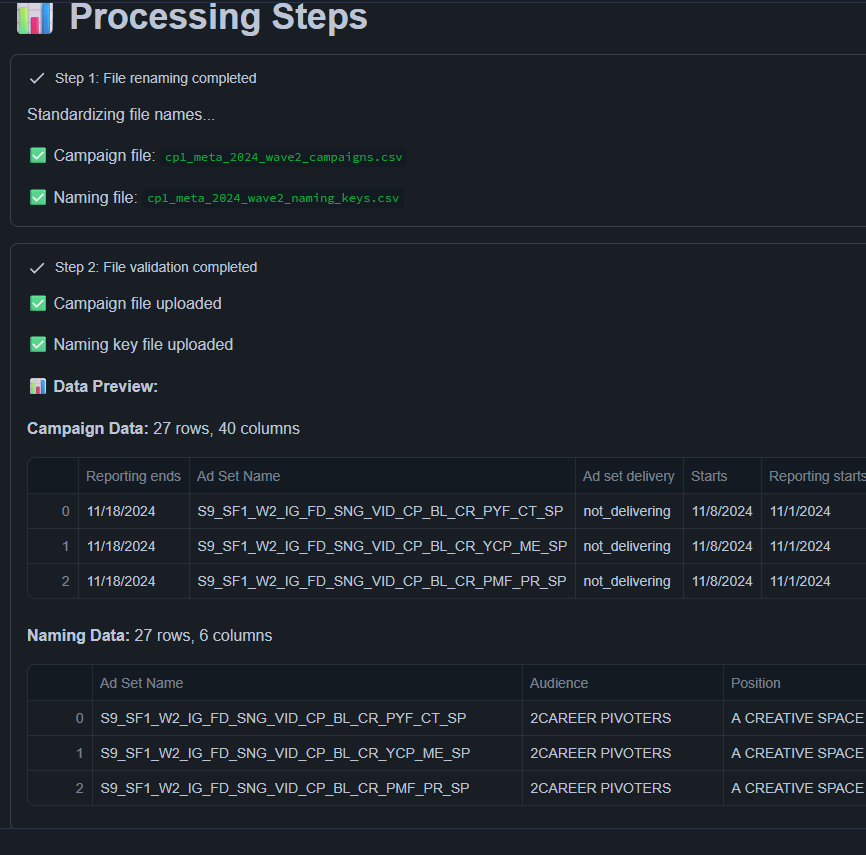 Processing Steps
Step 1: File renaming completed
Standardizing file names...
Campaign file: cp1_meta_2024_wave2_campaigns.csv
Naming file: cp1_meta_2024_wave2_naming_keys.csv
Step 2: File validation completed
Campaign file uploaded
Naming key file uploaded
Data Preview:
Campaign Data: 27 rows, 40 columns
Reporting ends Ad Set Name Ad set delivery Starts Reporting starts
0 11/18/2024 S9_SF1_W2_IG_FD_SNG_VID_CP_BL_CR_PYF_CT_SP not_delivering 11/8/2024 11/1/2024
1 11/18/2024 S9_SF1_W2_IG_FD_SNG_VID_CP_BL_CR_YCP_ME_SP not_delivering 11/8/2024 11/1/2024
2 11/18/2024 S9_SF1_W2_IG_FD_SNG_VID_CP_BL_CR_PMF_PR_SP not_delivering 11/8/2024 11/1/2024
Naming Data: 27 rows, 6 columns
Ad Set Name Audience Position
0 S9_SF1_W2_IG_FD_SNG_VID_CP_BL_CR_PYF_CT_SP 2CAREER PIVOTERS A CREATIVE SPACE
1 S9_SF1_W2_IG_FD_SNG_VID_CP_BL_CR_YCP_ME_SP 2CAREER PIVOTERS A CREATIVE SPACE
2 S9_SF1_W2_IG_FD_SNG_VID_CP_BL_CR_PMF_PR_SP 2CAREER PIVOTERS A CREATIVE SPACE